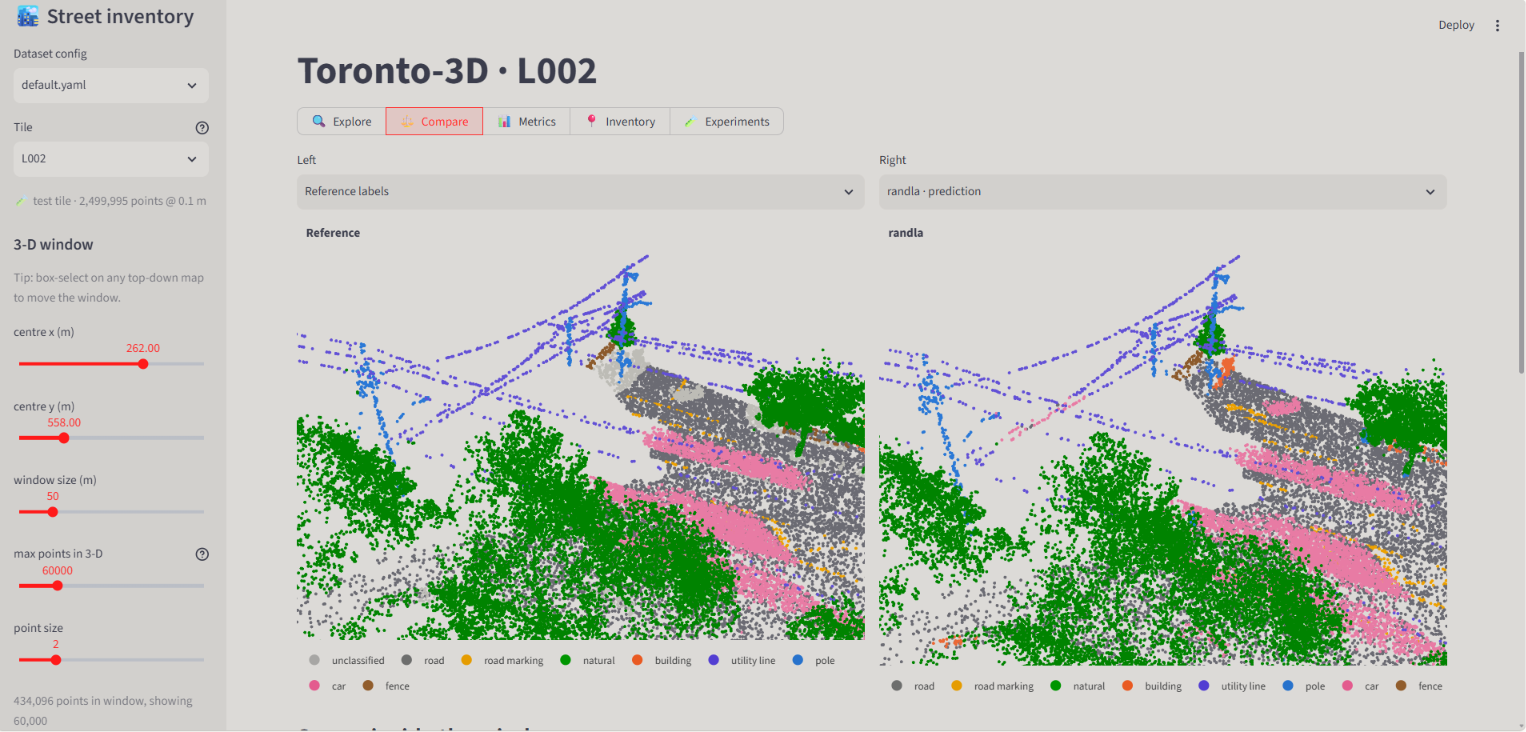 Street inventory
Deploy
Dataset config
default.yaml
Tile
L002
test tile · 2,499,995 points @ 0.1 m
3-D window
Tip: box-select on any top-down map
to move the window.
centre x (m)
262.00
centre y (m)
558.00
window size (m)
50
max points in 3-D
60000
point size
2
434,096 points in window, showing
60,000
Toronto-3D · L002
Explore
Compare
Metrics
Inventory
Experiments
Left
Reference labels
Right
randla · prediction
Reference
randla
unclassified road road marking natural building utility line pole
car fence
road road marking natural building utility line pole car fence